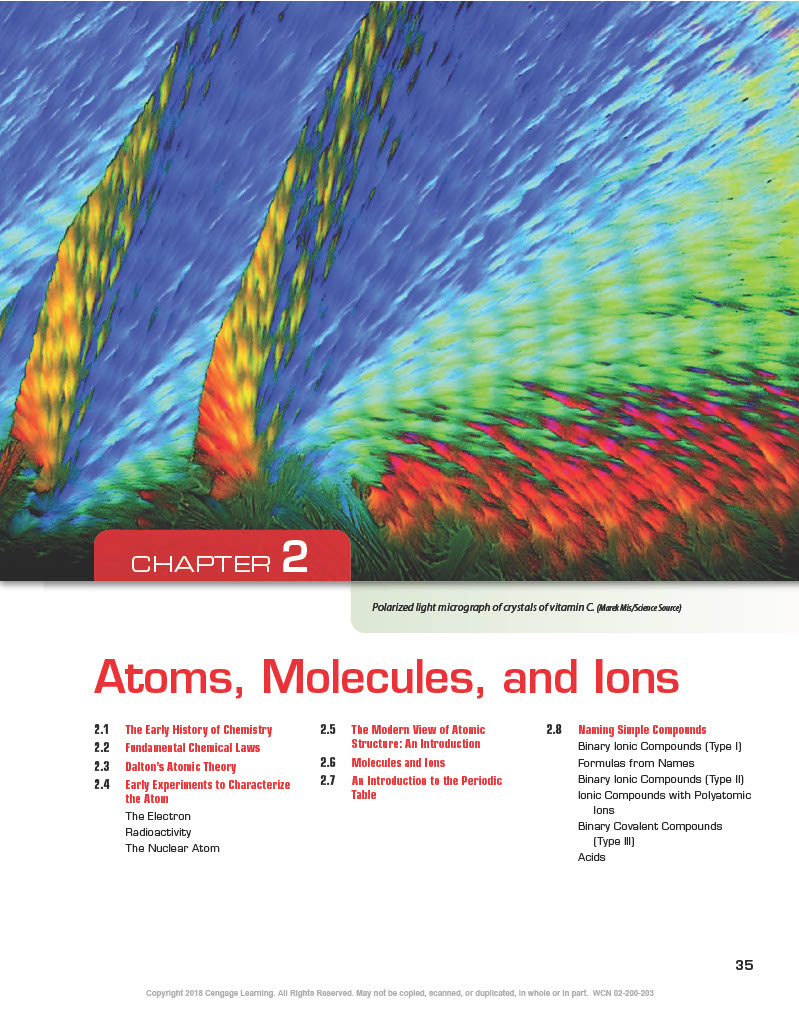 CHAPTER 2
Polarized light micrograph of crystals of vitamin C. (Marek Mis/Science Source)
Atoms, Molecules, and Ions
2.1 The Early History of Chemistry
2.2 Fundamental Chemical Laws
2.3 Dalton's Atomic Theory
2.4 Early Experiments to Characterize
the Atom
The Electron
Radioactivity
The Nuclear Atom
2.5 The Modern View of Atomic
Structure: An Introduction
2.6 Molecules and Ions
2.7 An Introduction to the Periodic
Table
2.8 Naming Simple Compounds
Binary Ionic Compounds (Type I)
Formulas from Names
Binary Ionic Compounds (Type II)
Ionic Compounds with Polyatomic
Ions
Binary Covalent Compounds
(Type III)
Acids
35
Copyright 2018 Cengage Learning. All Rights Reserved. May not be copied, scanned, or duplicated, in whole or in part. WCN 02-200-203